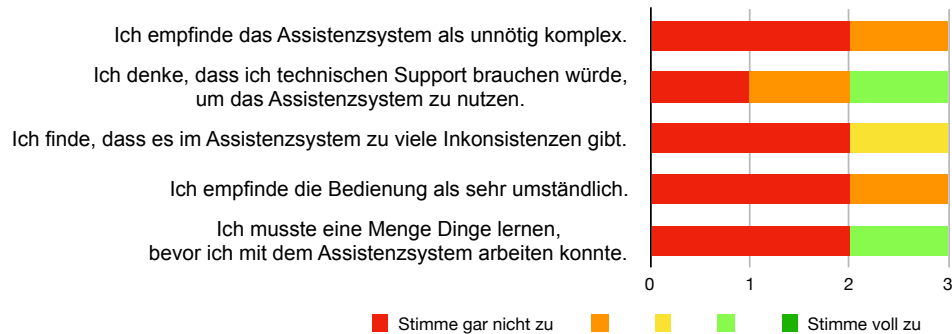 Ich empfinde das Assistenzsystem als unnötig komplex.
Ich denke, dass ich technischen Support brauchen würde,
um das Assistenzsystem zu nutzen.
Ich finde, dass es im Assistenzsystem zu viele Inkonsistenzen gibt.
Ich empfinde die Bedienung als sehr umständlich.
Ich musste eine Menge Dinge lernen,
bevor ich mit dem Assistenzsystem arbeiten konnte.
0 1 2 3
Stimme gar nicht zu Stimme voll zu